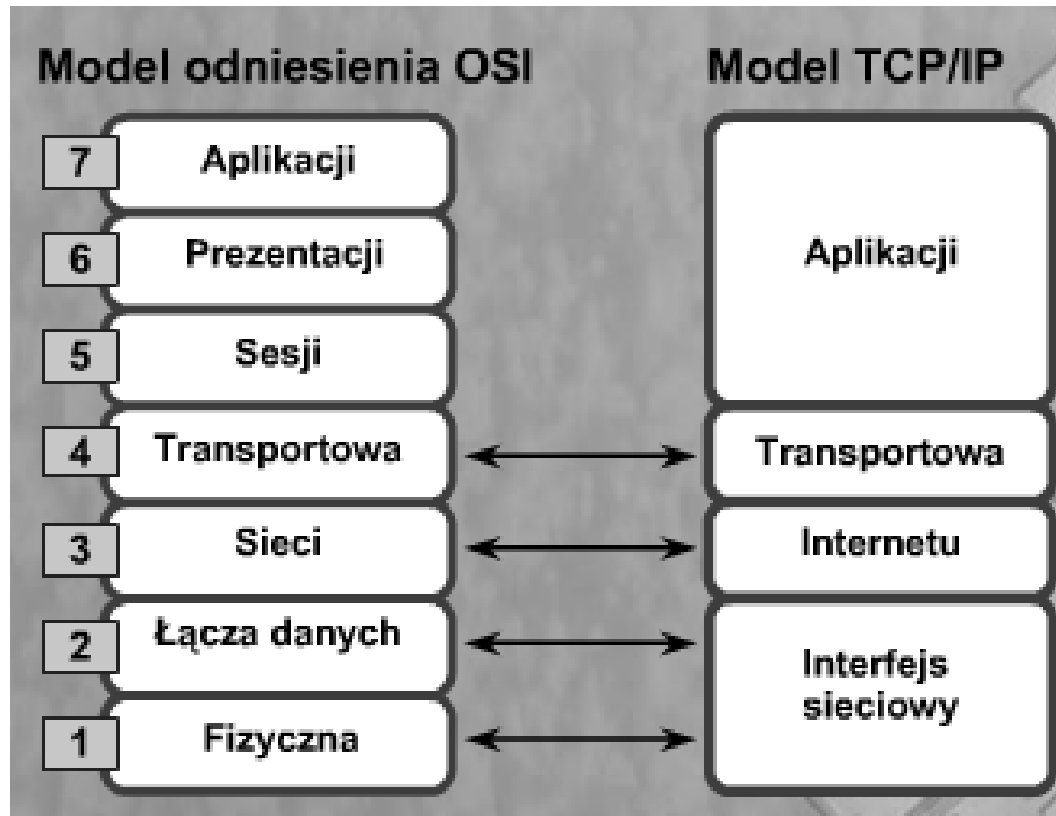 Model odniesienia OSI
7 Aplikacji
6 Prezentacji
5 Sesji
4 Transportowa
3 Sieci
2 Łącza danych
1 Fizyczna
Model TCP/IP
Aplikacji
Transportowa
Internetu
Interfejs
sieciowy